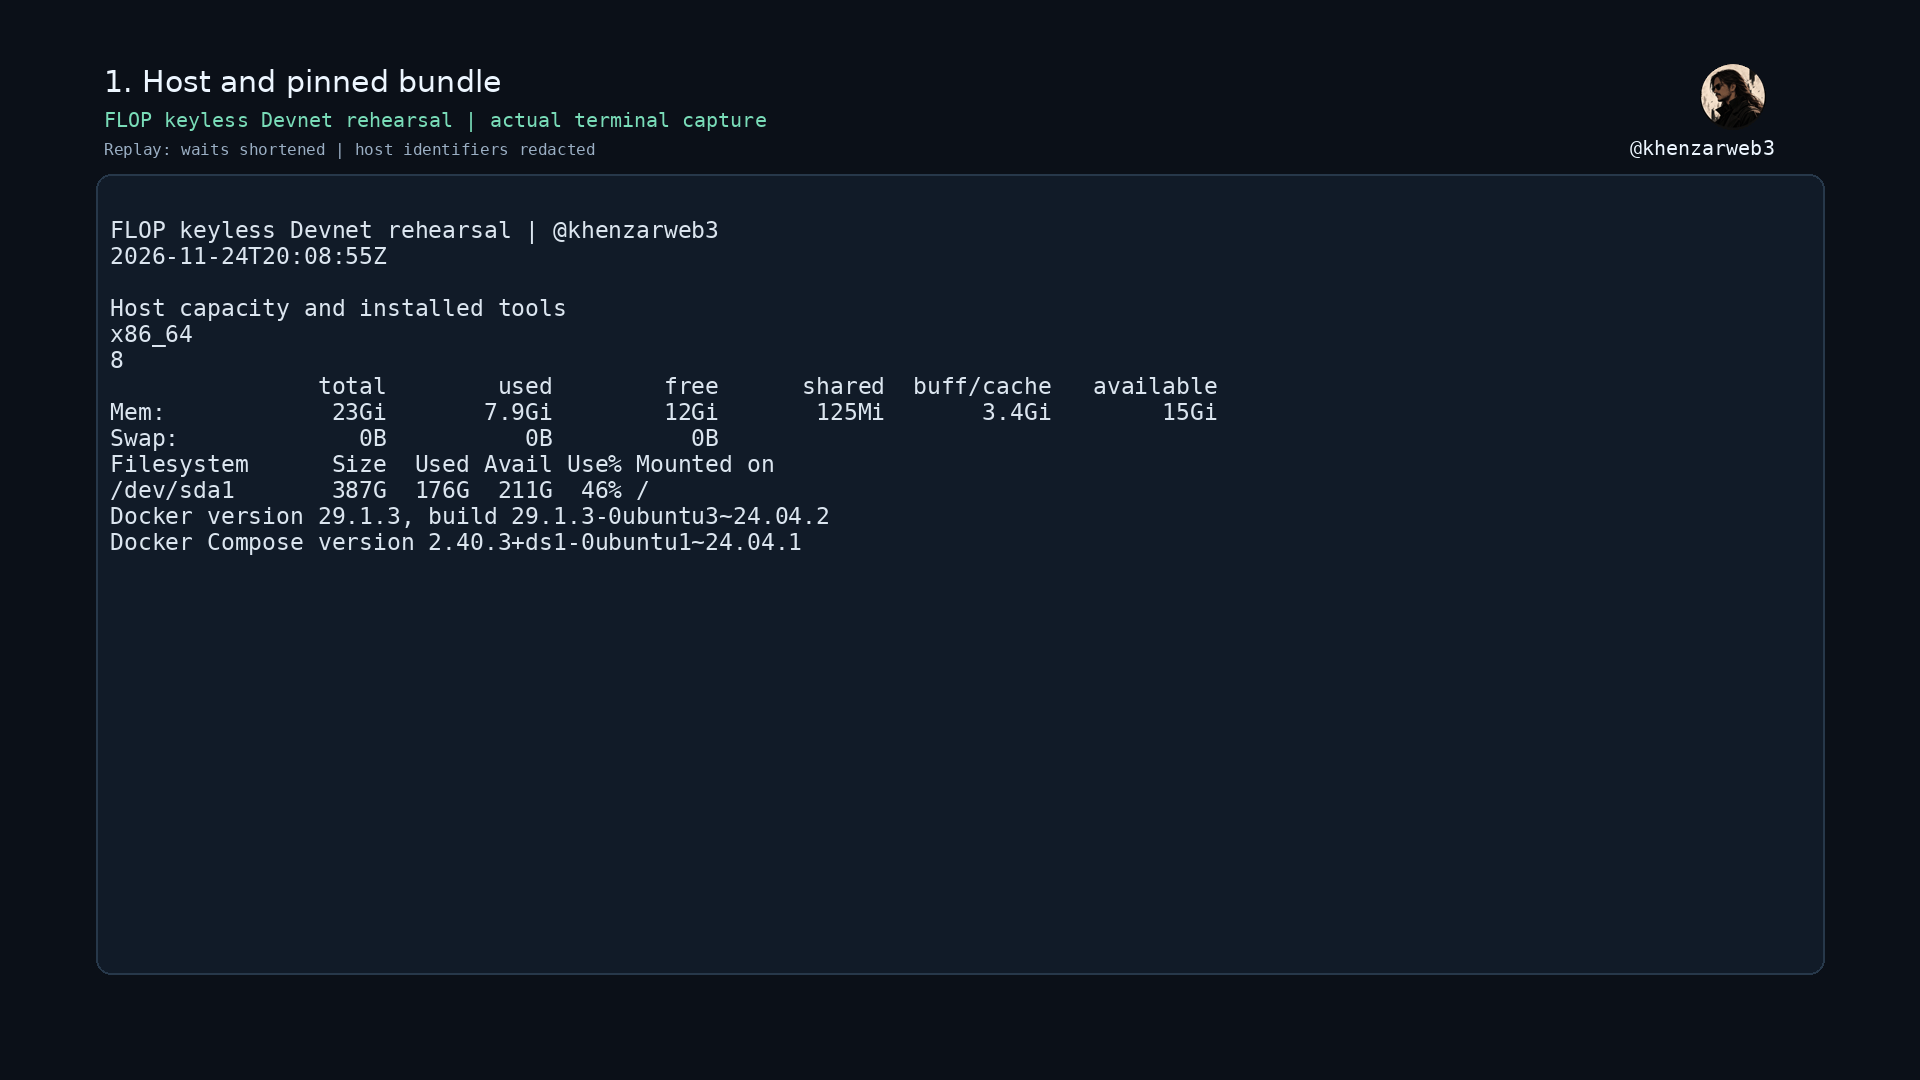 1. Host and pinned bundle
FLOP keyless Devnet rehearsal | actual terminal capture
Replay: waits shortened | host identifiers redacted
@khenzarweb3
FLOP keyless Devnet rehearsal | @khenzarweb3
2026-11-24T20:08:55Z
Host capacity and installed tools
x86_64
8
total used free shared buff/cache available
Mem: 23Gi 7.9Gi 12Gi 125Mi 3.4Gi 15Gi
Swap: 0B 0B 0B
Filesystem Size Used Avail Use% Mounted on
/dev/sda1 387G 176G 211G 46% /
Docker version 29.1.3, build 29.1.3-0ubuntu3~24.04.2
Docker Compose version 2.40.3+ds1-0ubuntu1~24.04.1